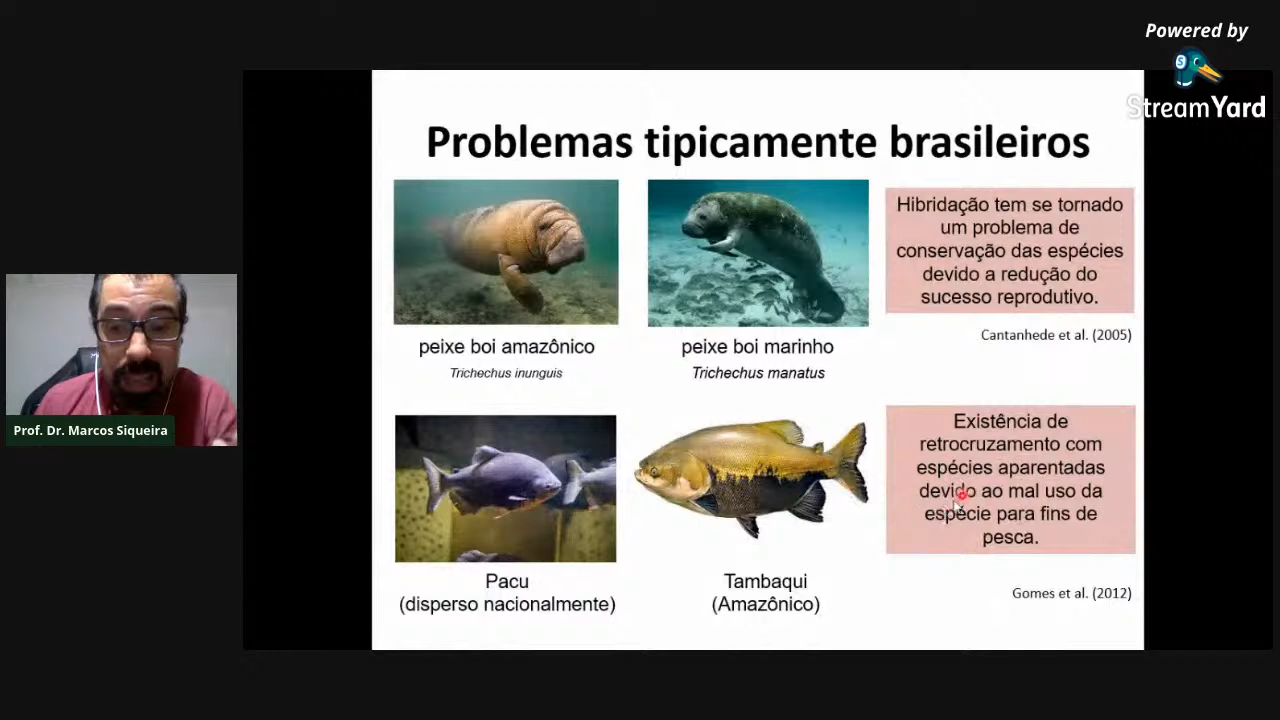 Powered by
StreamYard
Problemas tipicamente brasileiros
Hibridação tem se tornado
um problema de
conservação das espécies
devido a redução do
sucesso reprodutivo.
Cantanhede et al. (2005)
peixe boi amazônico
Trichechus inunguis
peixe boi marinho
Trichechus manatus
Prof. Dr. Marcos Siqueira
Existência de
retrocruzamento com
espécies aparentadas
devido ao mal uso da
espécie para fins de
pesca.
Gomes et al. (2012)
Pacu
(disperso nacionalmente)
Tambaqui
(Amazônico)